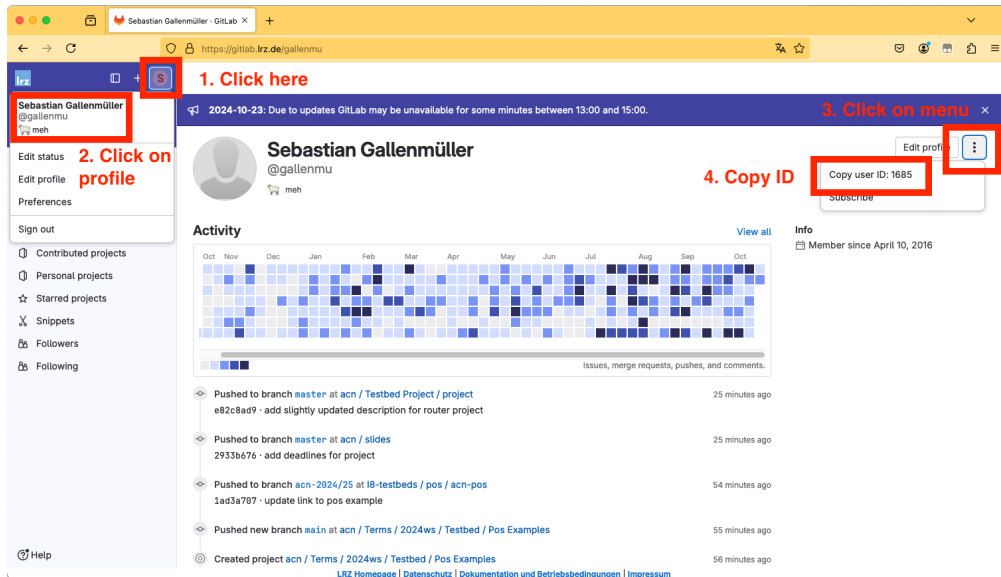 Sebastian Gallenmüller · GitLab
https://gitlab.lrz.de/gallenmu
lrz
S
1. Click here
Sebastian Gallenmüller
@gallenmu
meh
2024-10-23: Due to updates GitLab may be unavailable for some minutes between 13:00 and 15:00.
3. Click on menu
Edit status
2. Click on
profile
Edit profile
Preferences
Sign out
Contributed projects
Personal projects
Starred projects
Snippets
Followers
Following
Help
Sebastian Gallenmüller
@gallenmu
meh
Edit profile
4. Copy ID
Copy user ID: 1685
Subscribe
Activity
View all
Info
Member since April 10, 2016
Oct Nov Dec Jan Feb Mar Apr May Jun Jul Aug Sep Oct
Issues, merge requests, pushes, and comments.
Pushed to branch master at acn / Testbed Project / project
25 minutes ago
e82c8ad9 · add slightly updated description for router project
Pushed to branch master at acn / slides
25 minutes ago
2933b676 · add deadlines for project
Pushed to branch acn-2024/25 at I8-testbeds / pos / acn-pos
54 minutes ago
1ad3a707 · update link to pos example
Pushed new branch main at acn / Terms / 2024ws / Testbed / Pos Examples
55 minutes ago
Created project acn / Terms / 2024ws / Testbed / Pos Examples
56 minutes ago
LRZ Homepage | Datenschutz | Dokumentation und Betriebsbedingungen | Impressum